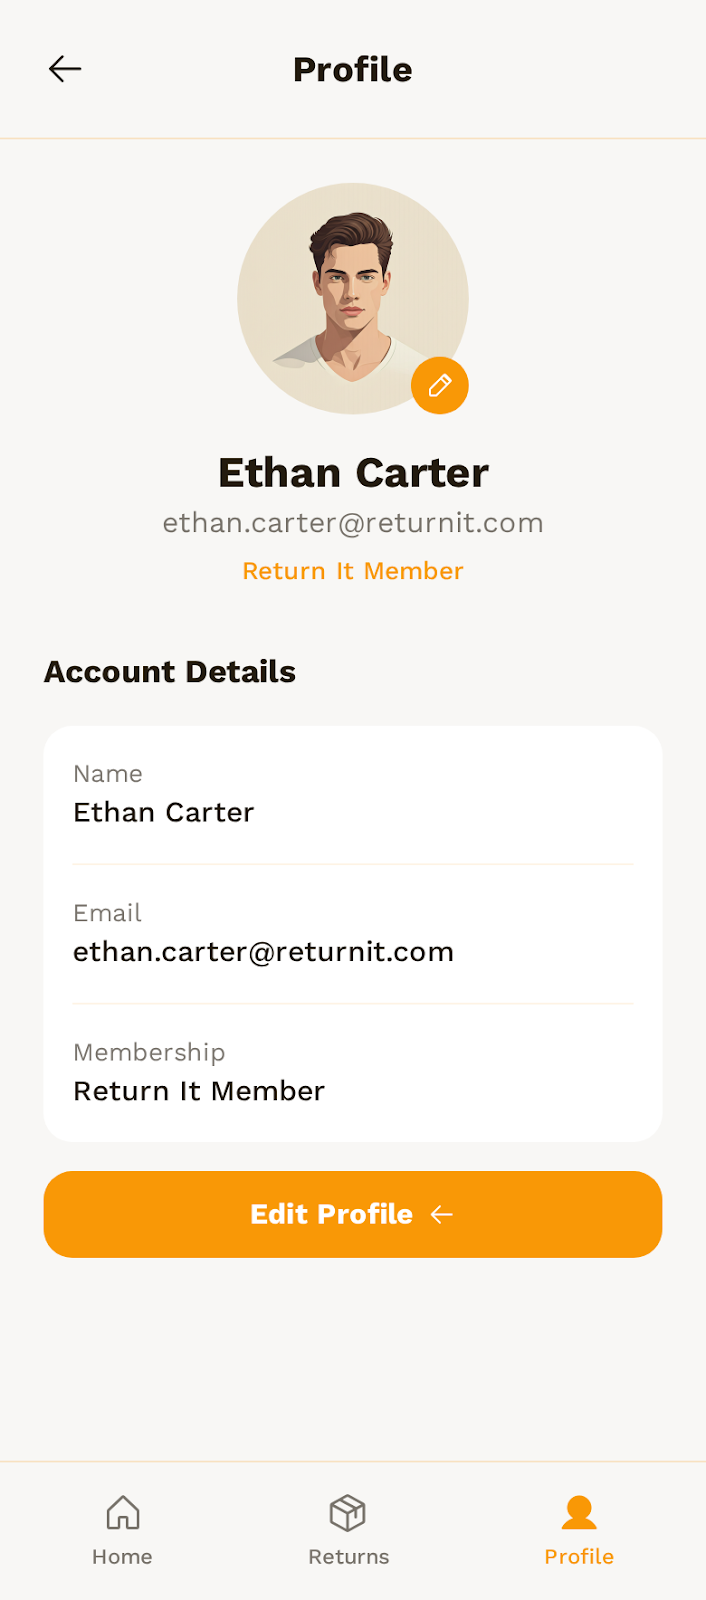 Profile
Ethan Carter
ethan.carter@returnit.com
Return It Member
Account Details
Name
Ethan Carter
Email
ethan.carter@returnit.com
Membership
Return It Member
Edit Profile
Home
Returns
Profile